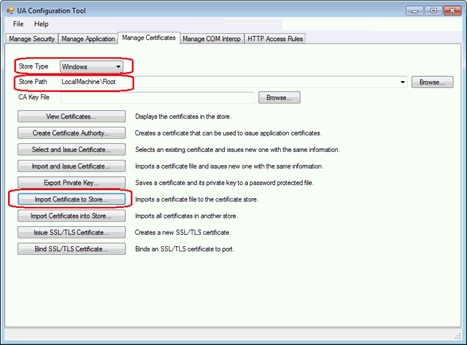 UA Configuration Tool
File Help
Manage Security Manage Application Manage Certificates Manage COM Interop HTTP Access Rules
Store Type Windows
Store Path LocalMachine\Root Browse...
CA Key File Browse...
View Certificates... Displays the certificates in the store.
Create Certificate Authority... Creates a certificate that can be used to issue application certificates.
Select and Issue Certificate... Selects an existing certificate and issues new one with the same information.
Import and Issue Certificate... Imports a certificate file and issues new one with the same information.
Export Private Key... Saves a certificate and its private key to a password protected file.
Import Certificate to Store... Imports a certificate file to the certificate store.
Import Certificates into Store... Imports all certificates in another store.
Issue SSL/TLS Certificate... Creates a new SSL/TLS certificate.
Bind SSL/TLS Certificate... Binds an SSL/TLS certificate to port.